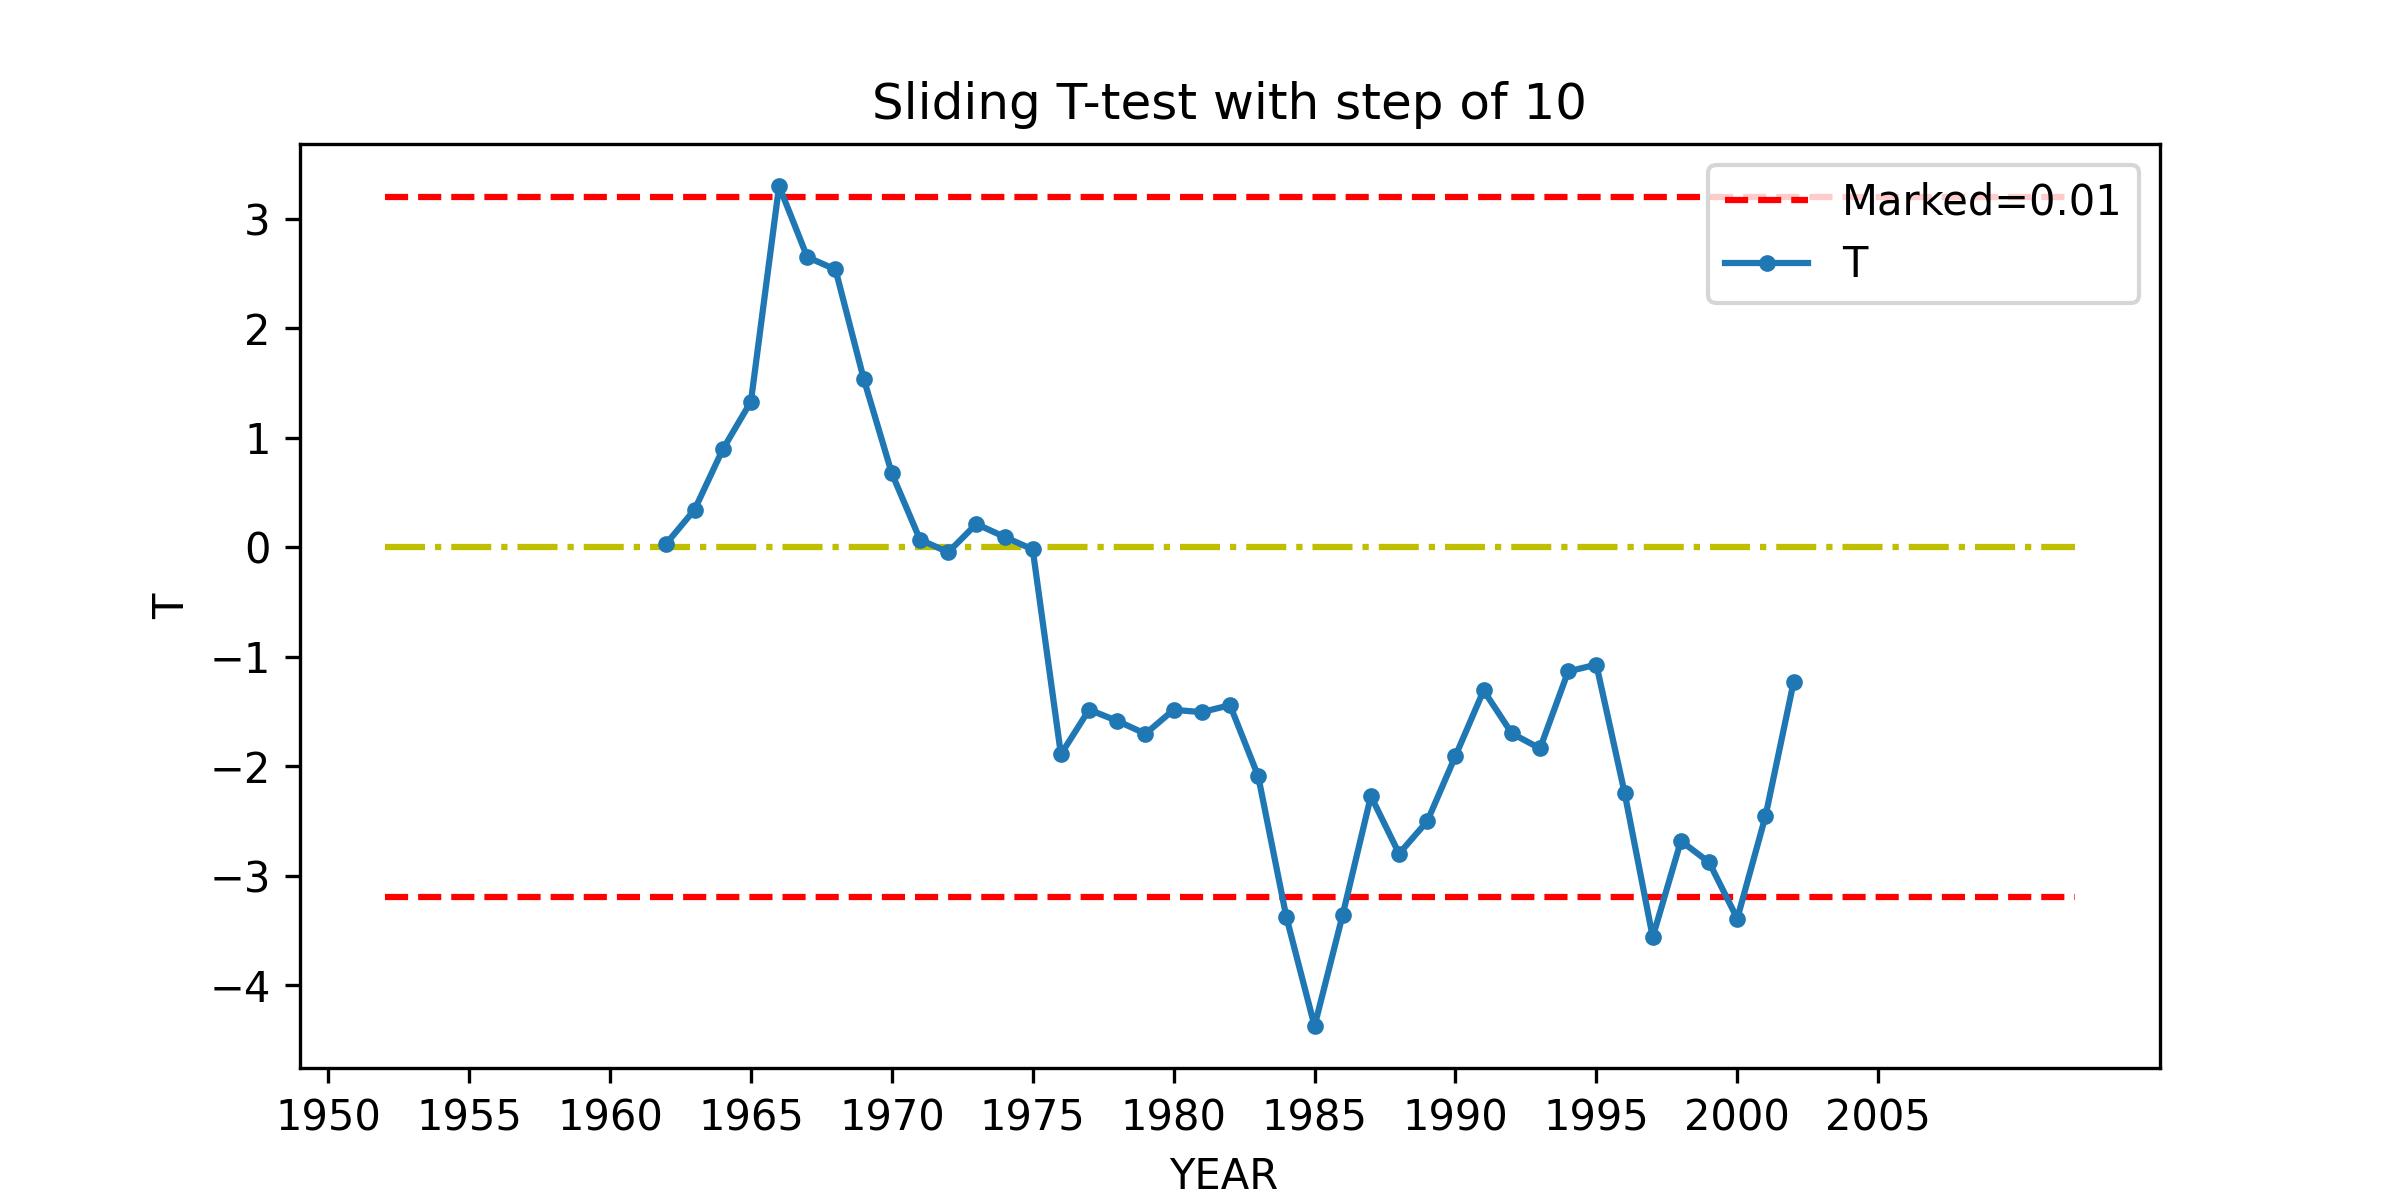 Sliding T-test with step of 10
Marked=0.01
T
3
2
1
0
−1
−2
−3
−4
T
1950 1955 1960 1965 1970 1975 1980 1985 1990 1995 2000 2005
YEAR